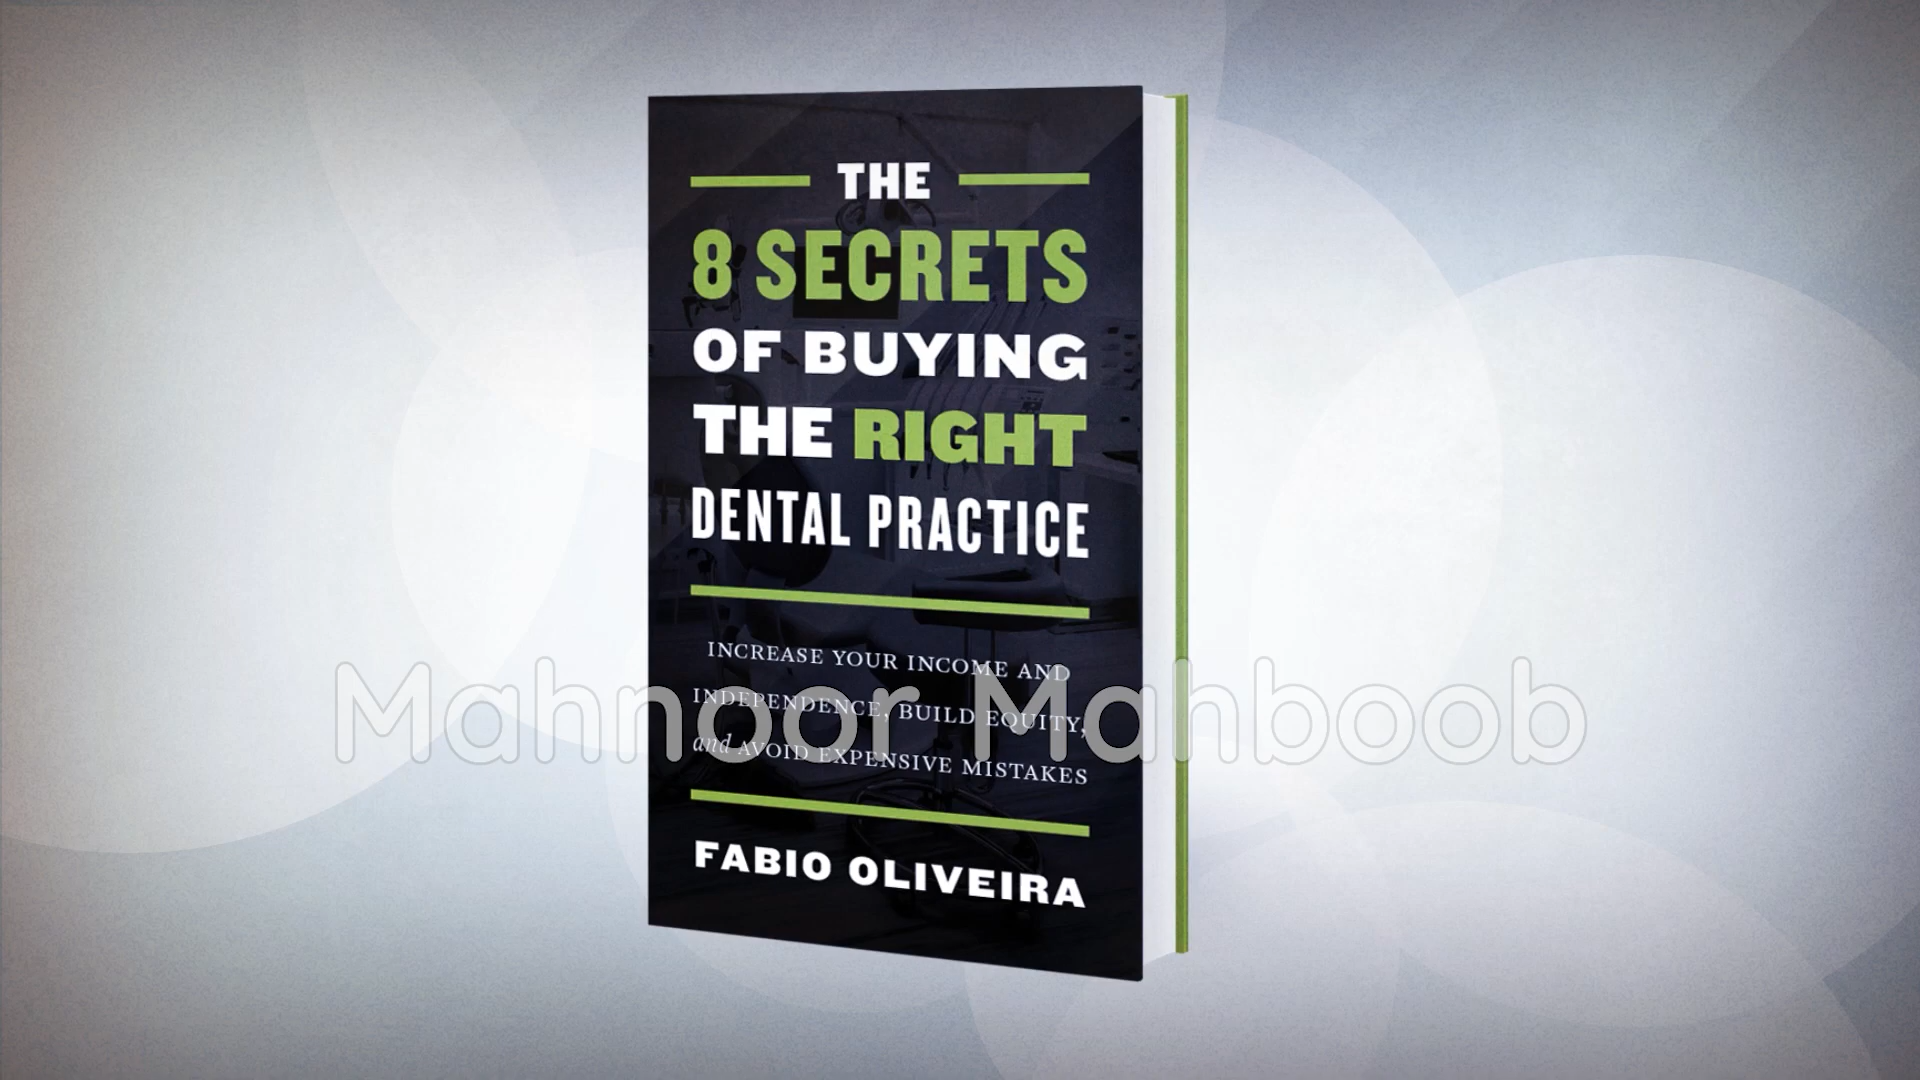 THE
8 SECRETS
OF BUYING
THE RIGHT
DENTAL PRACTICE
INCREASE YOUR INCOME AND
INDEPENDENCE, BUILD EQUITY,
and AVOID EXPENSIVE MISTAKES
Mahnoor Mahboob
FABIO OLIVEIRA